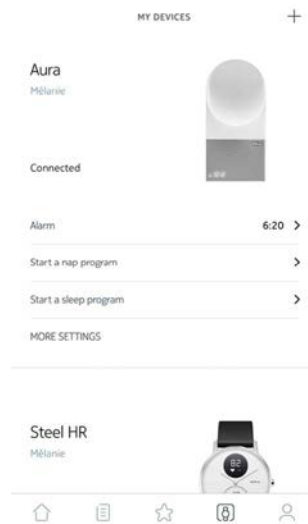 MY DEVICES
Aura
Mélanie
Connected
Alarm 6:20
Start a nap program
Start a sleep program
MORE SETTINGS
Steel HR
Mélanie
82